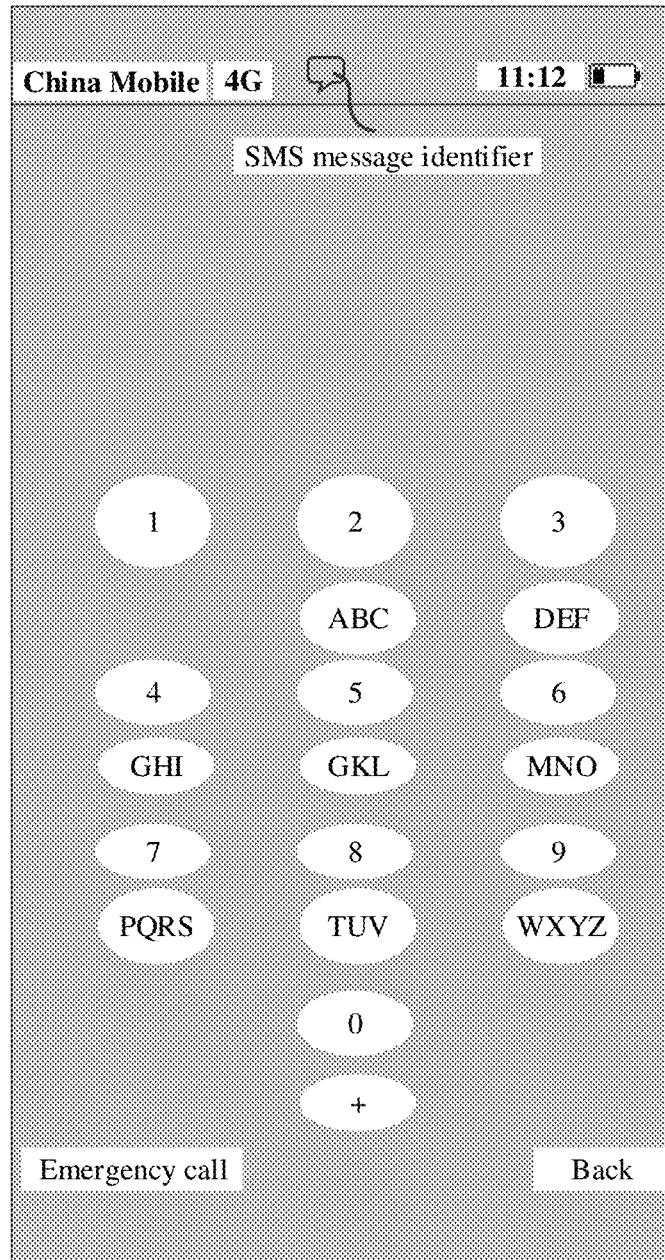 China Mobile 4G 11:12
SMS message identifier
1 2 3
ABC DEF
4 5 6
GHI GKL MNO
7 8 9
PQRS TUV WXYZ
0
+
Emergency call Back